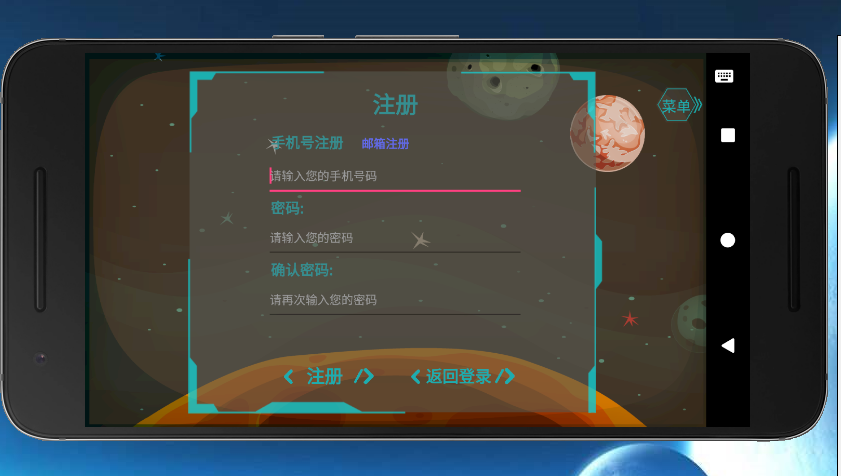 注册
菜单
手机号注册 邮箱注册
请输入您的手机号码
密码:
请输入您的密码
确认密码:
请再次输入您的密码
< 注册 /> < 返回登录 />